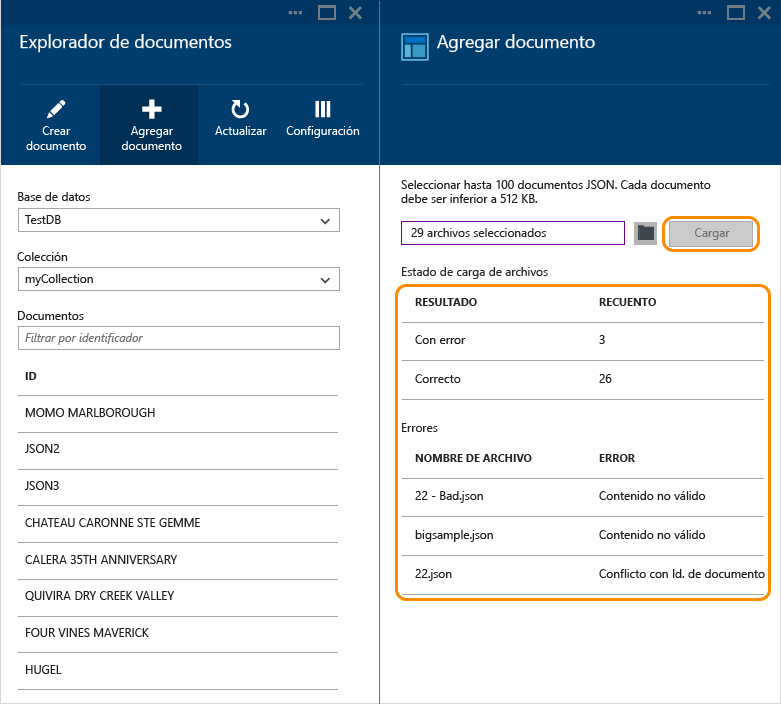 Explorador de documentos
Crear
documento
Agregar
documento
Actualizar
Configuración
Base de datos
TestDB
Colección
myCollection
Documentos
Filtrar por identificador
ID
MOMO MARLBOROUGH
JSON2
JSON3
CHATEAU CARONNE STE GEMME
CALERA 35TH ANNIVERSARY
QUIVIRA DRY CREEK VALLEY
FOUR VINES MAVERICK
HUGEL
Agregar documento
Seleccionar hasta 100 documentos JSON. Cada documento
debe ser inferior a 512 KB.
29 archivos seleccionados
Cargar
Estado de carga de archivos
RESULTADO RECUENTO
Con error 3
Correcto 26
Errores
NOMBRE DE ARCHIVO ERROR
22 - Bad.json Contenido no válido
bigsample.json Contenido no válido
22.json Conflicto con Id. de documento